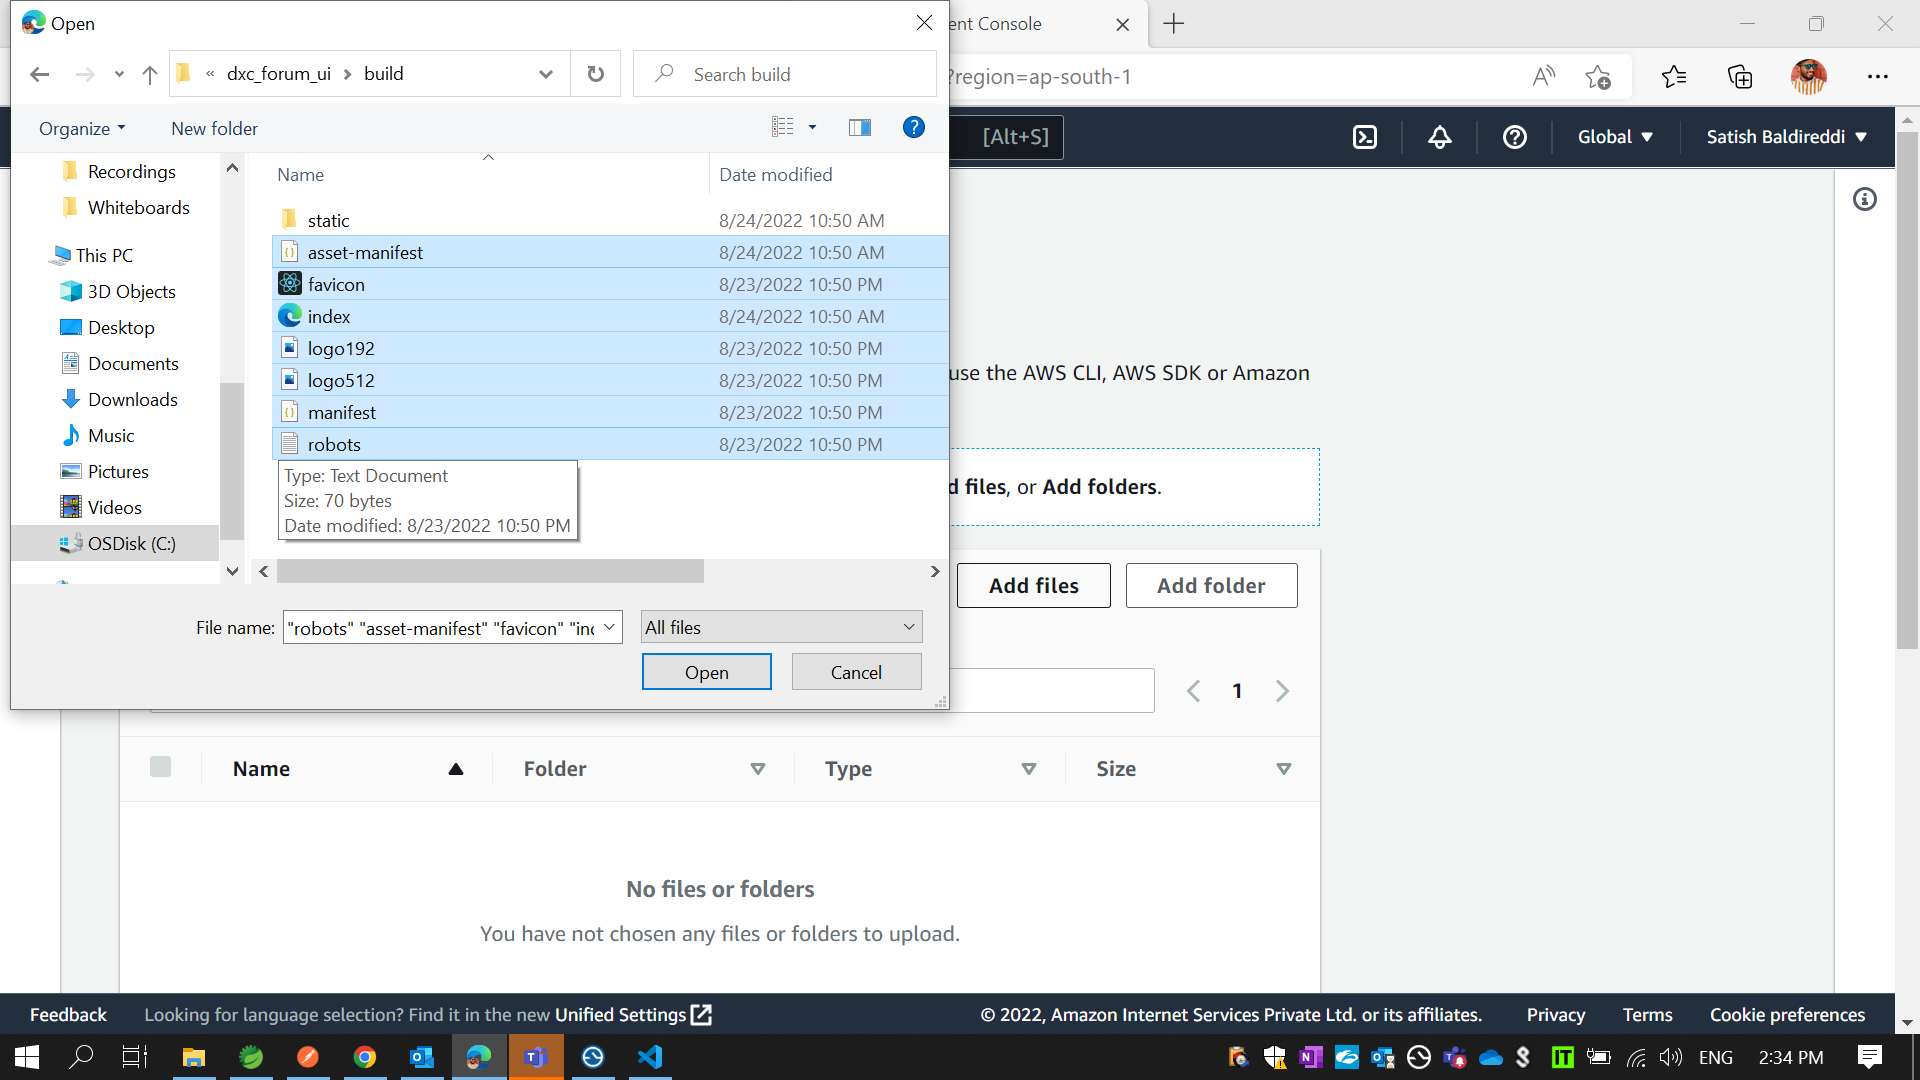 Open
ent Console
dxc_forum_ui
build
Search build
?region=ap-south-1
Organize
New folder
[Alt+S]
Global
Satish Baldireddi
Recordings
Whiteboards
This PC
3D Objects
Desktop
Documents
Downloads
Music
Pictures
Videos
OSDisk (C:)
Name
Date modified
static
8/24/2022 10:50 AM
asset-manifest
8/24/2022 10:50 AM
favicon
8/23/2022 10:50 PM
index
8/24/2022 10:50 AM
logo192
8/23/2022 10:50 PM
logo512
8/23/2022 10:50 PM
manifest
8/23/2022 10:50 PM
robots
8/23/2022 10:50 PM
Type: Text Document
Size: 70 bytes
Date modified: 8/23/2022 10:50 PM
use the AWS CLI, AWS SDK or Amazon
d files, or Add folders.
Add files
Add folder
File name:
"robots" "asset-manifest" "favicon" "inc
All files
Open
Cancel
1
Name
Folder
Type
Size
No files or folders
You have not chosen any files or folders to upload.
Feedback
Looking for language selection? Find it in the new Unified Settings
© 2022, Amazon Internet Services Private Ltd. or its affiliates.
Privacy
Terms
Cookie preferences
ENG
2:34 PM